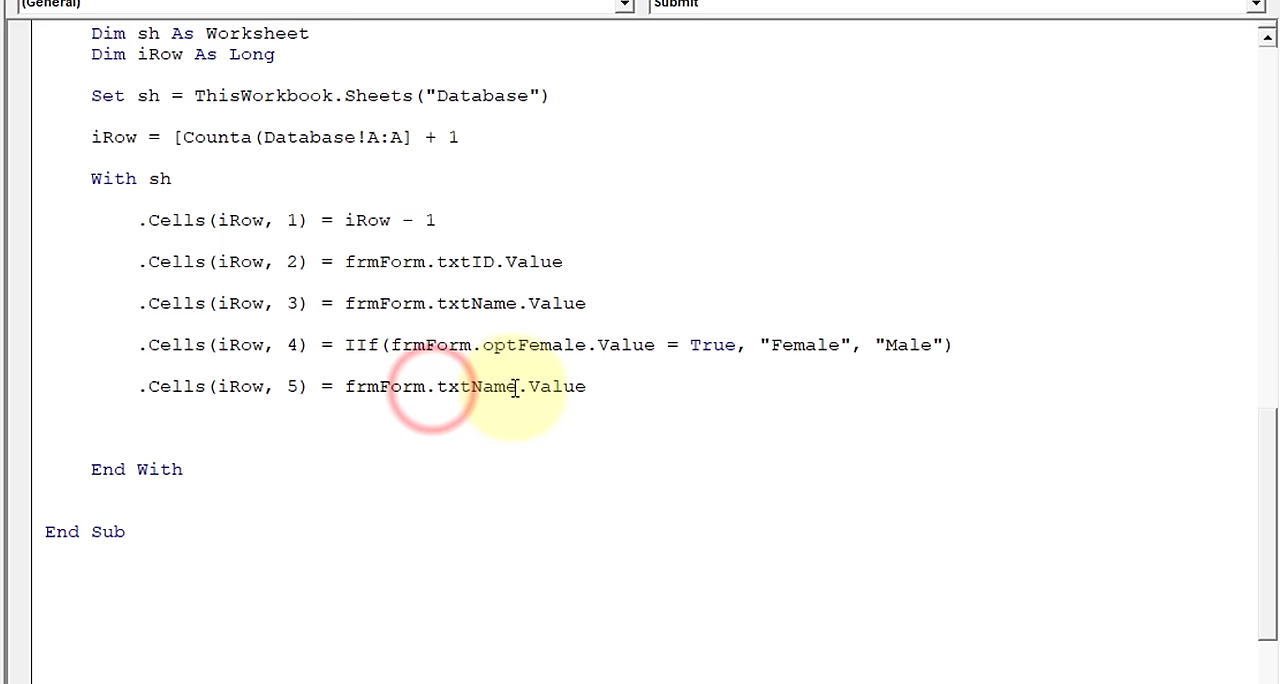 (General) Submit
Dim sh As Worksheet
Dim iRow As Long
Set sh = ThisWorkbook.Sheets("Database")
iRow = [Counta(Database!A:A] + 1
With sh
.Cells(iRow, 1) = iRow - 1
.Cells(iRow, 2) = frmForm.txtID.Value
.Cells(iRow, 3) = frmForm.txtName.Value
.Cells(iRow, 4) = IIf(frmForm.optFemale.Value = True, "Female", "Male")
.Cells(iRow, 5) = frmForm.txtName.Value
End With
End Sub